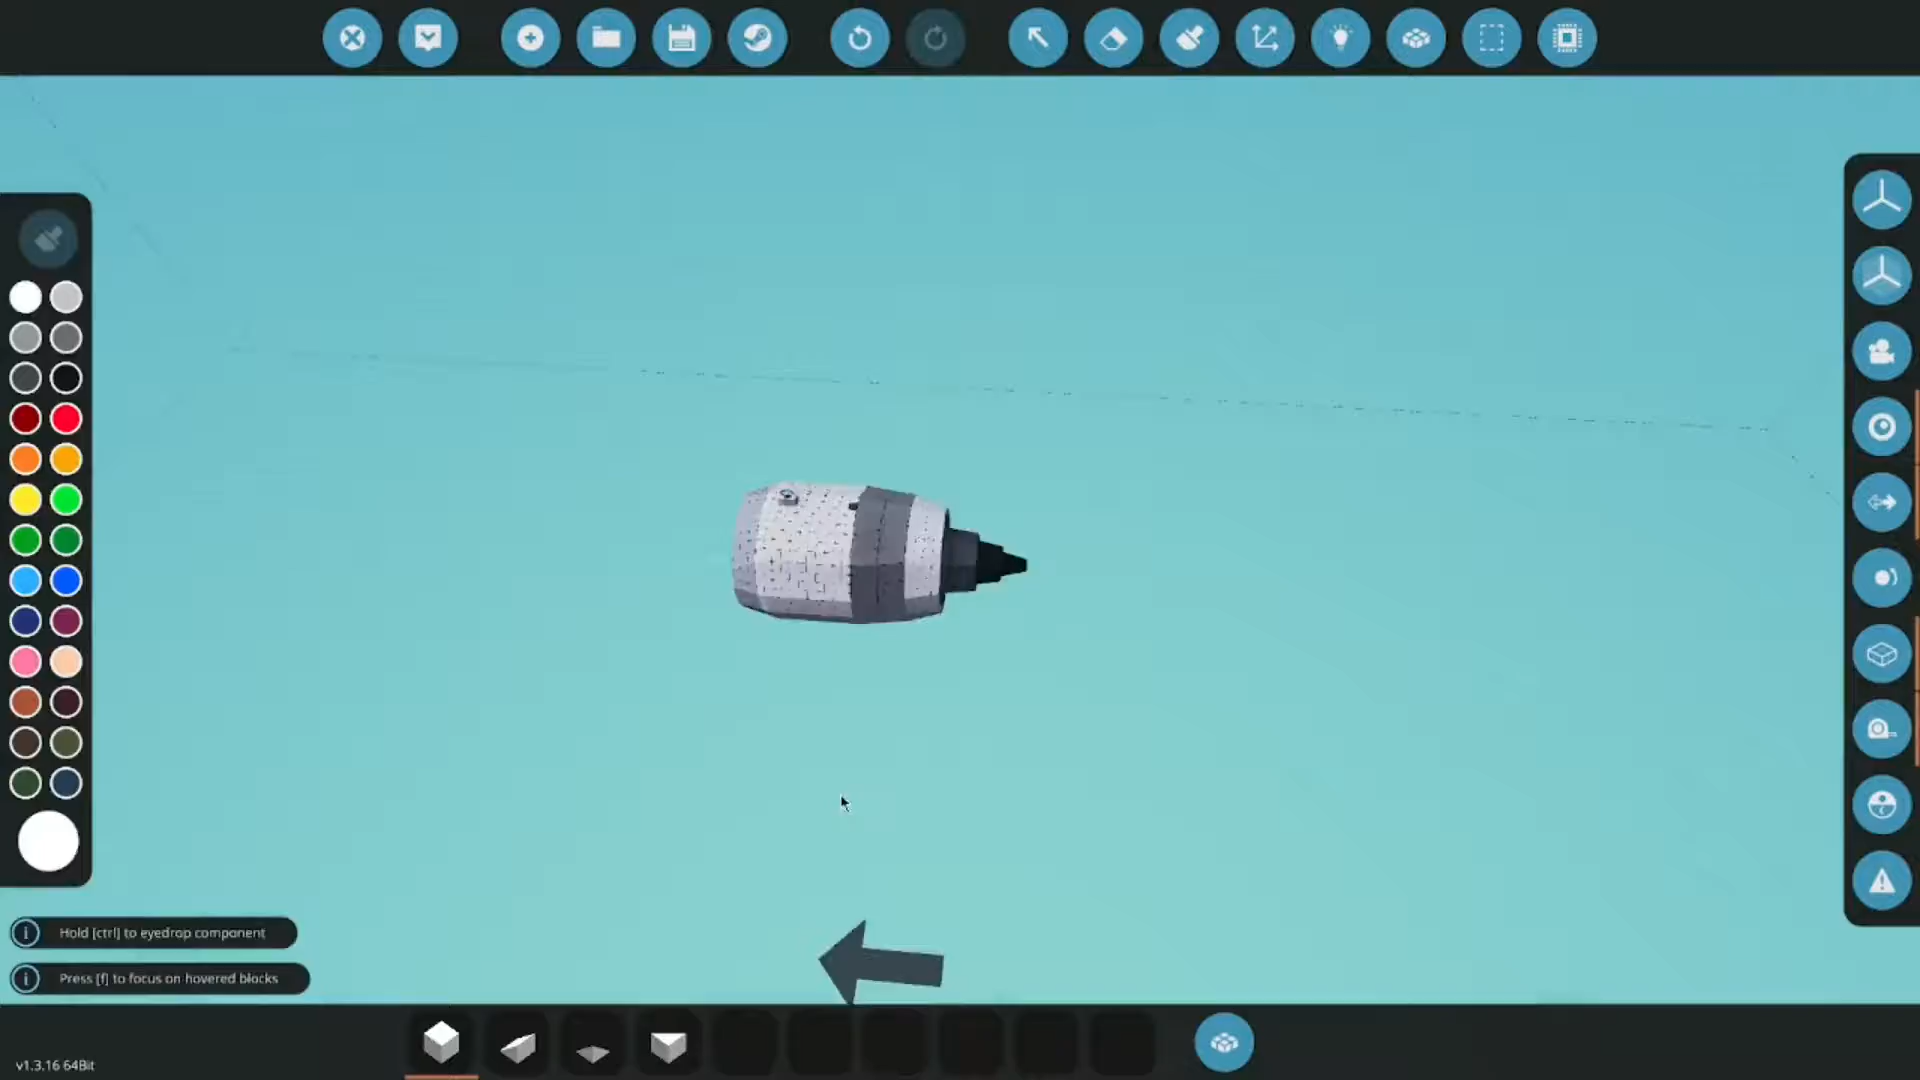 Hold [ctrl] to eyedrop component
Press [f] to focus on hovered blocks
v1.3.16 64Bit